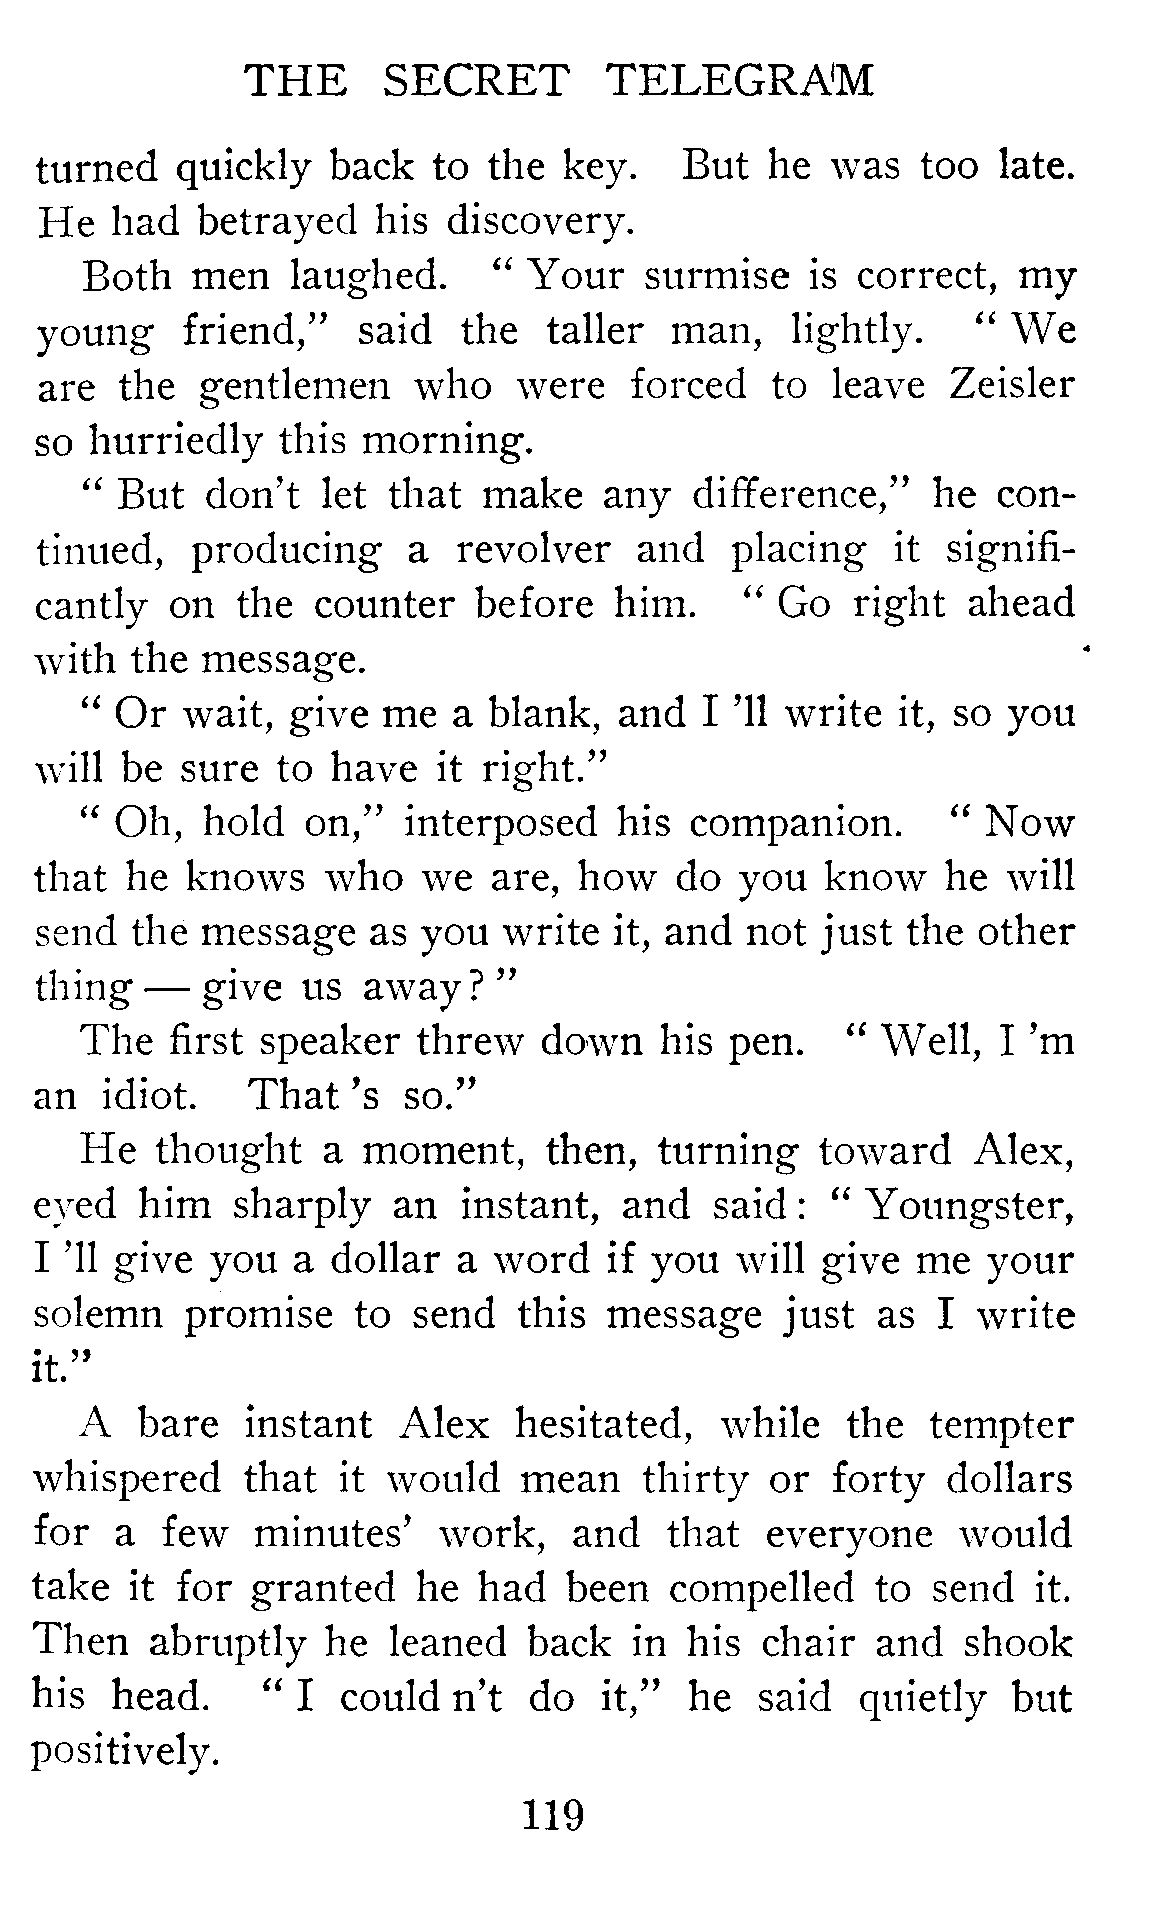 THE SECRET TELEGRAM
turned quickly back to the key. But he was too late.
He had betrayed his discovery.
Both men laughed. " Your surmise is correct, my
young friend," said the taller man, lightly. " We
are the gentlemen who were forced to leave Zeisler
so hurriedly this morning.
" But don't let that make any difference," he con-
tinued, producing a revolver and placing it signifi-
cantly on the counter before him. " Go right ahead
with the message.
" Or wait, give me a blank, and I 'll write it, so you
will be sure to have it right."
" Oh, hold on," interposed his companion. " Now
that he knows who we are, how do you know he will
send the message as you write it, and not just the other
thing — give us away? "
The first speaker threw down his pen. " Well, I 'm
an idiot. That 's so."
He thought a moment, then, turning toward Alex,
eyed him sharply an instant, and said : " Youngster,
I 'll give you a dollar a word if you will give me your
solemn promise to send this message just as I write
it."
A bare instant Alex hesitated, while the tempter
whispered that it would mean thirty or forty dollars
for a few minutes' work, and that everyone would
take it for granted he had been compelled to send it.
Then abruptly he leaned back in his chair and shook
his head. " I could n't do it," he said quietly but
positively.
119